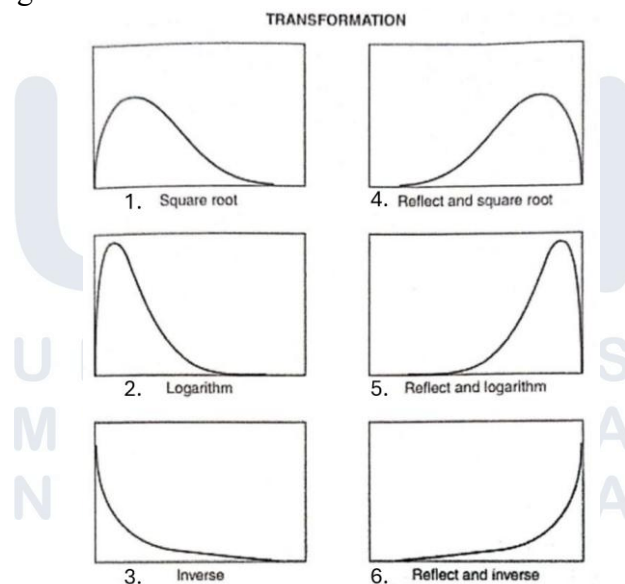 TRANSFORMATION
1. Square root
4. Reflect and square root
2. Logarithm
5. Reflect and logarithm
3. Inverse
6. Reflect and inverse
U
S
M
A
N
A